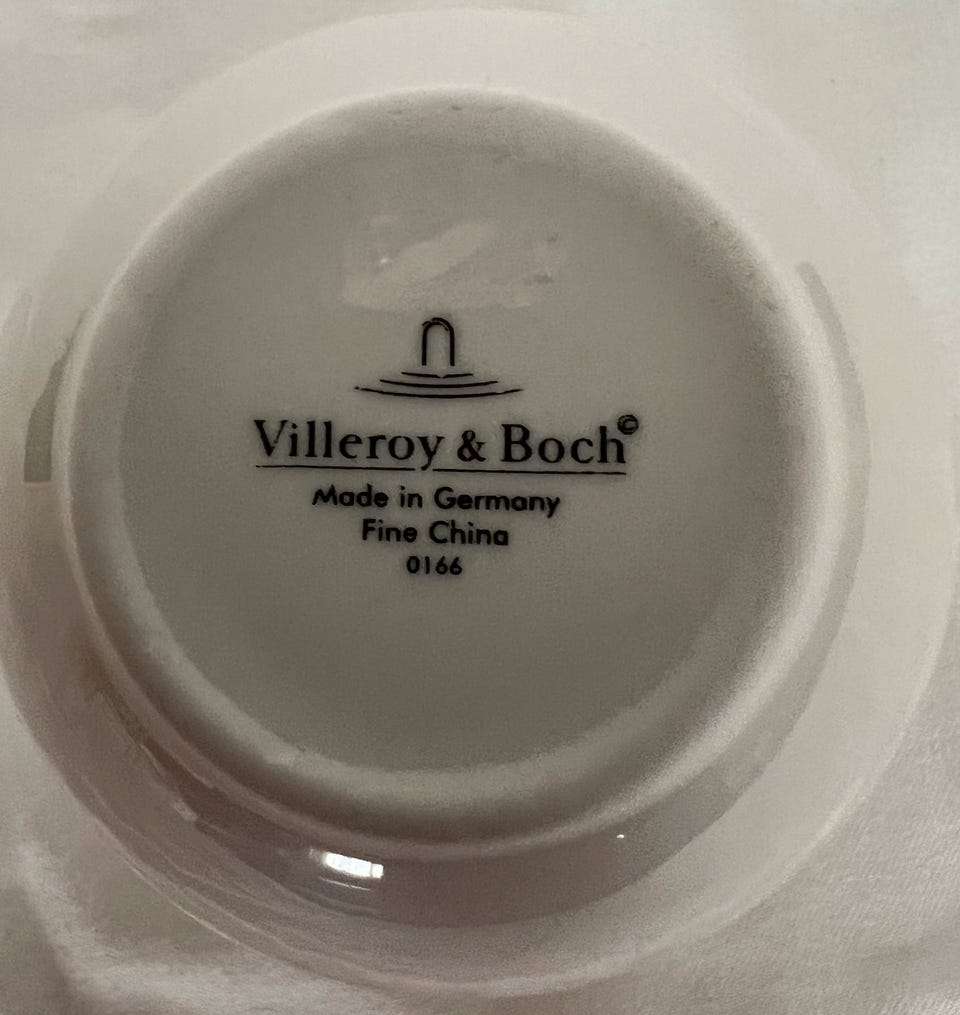 Villeroy & Boch©
Made in Germany
Fine China
0166